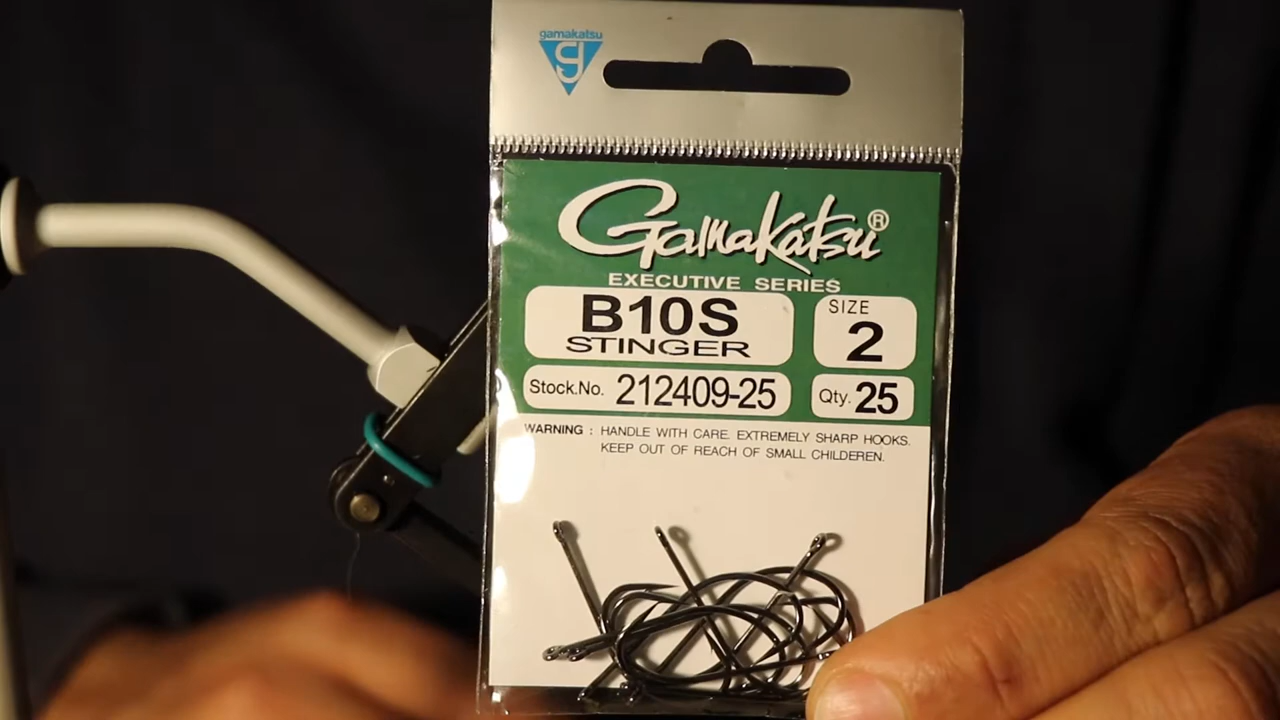 gamakatsu
Gamakatsu®
EXECUTIVE SERIES
B10S
STINGER
SIZE
2
Stock.No. 212409-25
Qty. 25
WARNING : HANDLE WITH CARE. EXTREMELY SHARP HOOKS.
KEEP OUT OF REACH OF SMALL CHILDEREN.